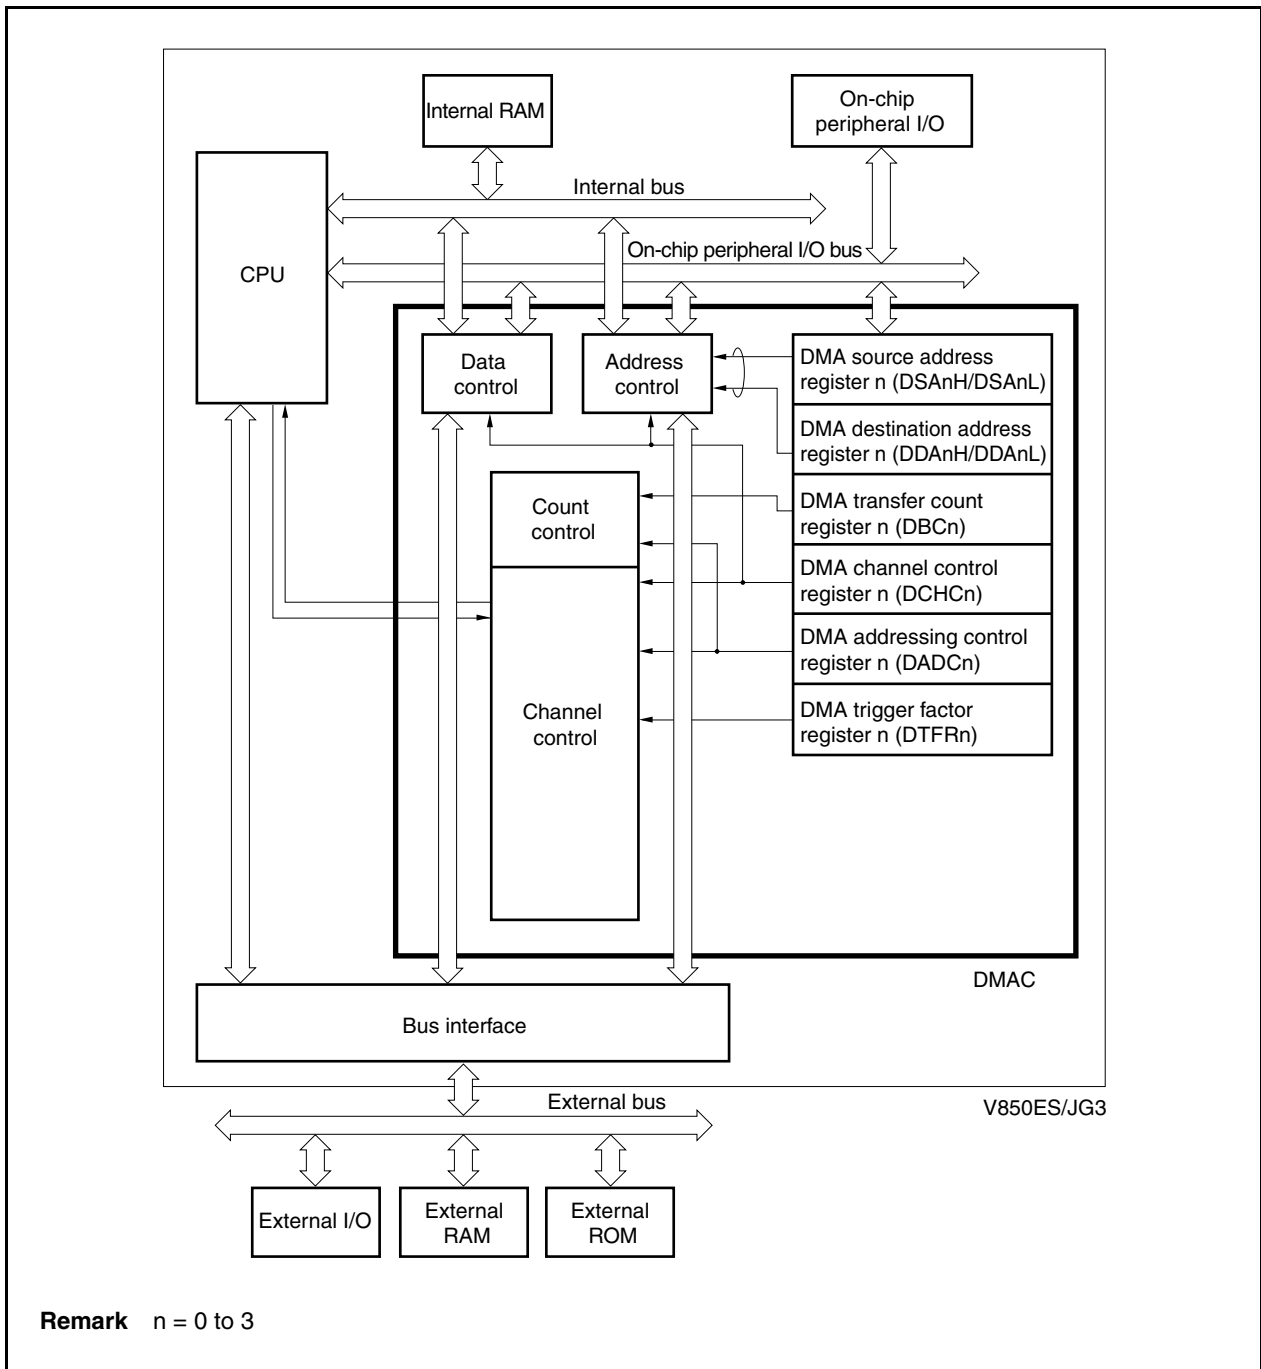 Internal RAM
On-chip
peripheral I/O
Internal bus
On-chip peripheral I/O bus
CPU
Data
control
Address
control
DMA source address
register n (DSAnH/DSAnL)
DMA destination address
register n (DDAnH/DDAnL)
Count
control
DMA transfer count
register n (DBCn)
DMA channel control
register n (DCHCn)
DMA addressing control
register n (DADCn)
Channel
control
DMA trigger factor
register n (DTFRn)
DMAC
Bus interface
External bus
V850ES/JG3
External I/O
External
RAM
External
ROM
Remark n = 0 to 3